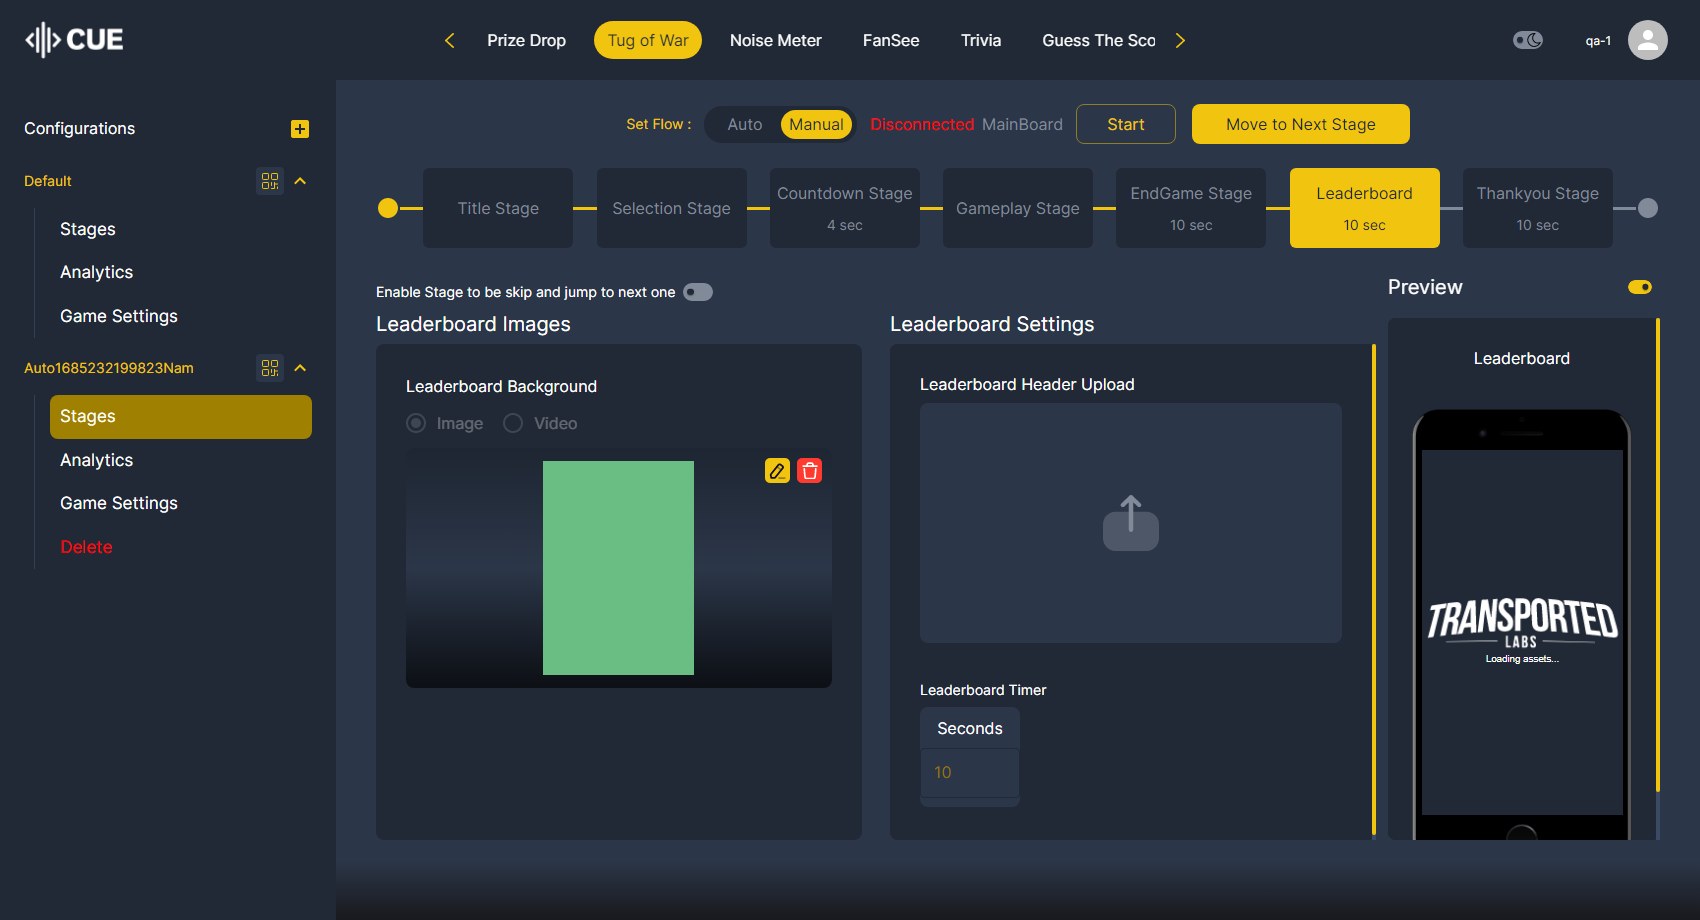 CUE
Prize Drop
Tug of War
Noise Meter
FanSee
Trivia
Guess The Sco
qa-1
Configurations
Default
Stages
Analytics
Game Settings
Auto1685232199823Nam
Stages
Analytics
Game Settings
Delete
Set Flow :
Auto
Manual
Disconnected MainBoard
Start
Move to Next Stage
Title Stage
Selection Stage
Countdown Stage
4 sec
Gameplay Stage
EndGame Stage
10 sec
Leaderboard
10 sec
Thankyou Stage
10 sec
Enable Stage to be skip and jump to next one
Leaderboard Images
Leaderboard Background
Image
Video
Leaderboard Settings
Leaderboard Header Upload
Leaderboard Timer
Seconds
10
Preview
Leaderboard
TRANSPORTED
LABS
Loading assets...